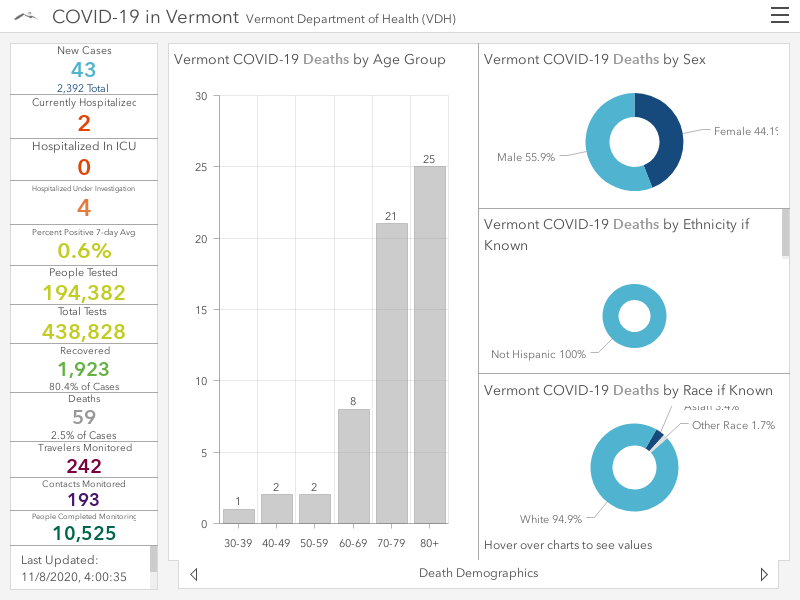 COVID-19 in Vermont Vermont Department of Health (VDH)
New Cases
43
2,392 Total
Currently Hospitalized
2
Hospitalized In ICU
0
Hospitalized Under Investigation
4
Percent Positive 7-day Avg
0.6%
People Tested
194,382
Total Tests
438,828
Recovered
1,923
80.4% of Cases
Deaths
59
2.5% of Cases
Travelers Monitored
242
Contacts Monitored
193
People Completed Monitoring
10,525
Last Updated:
11/8/2020, 4:00:35
Vermont COVID-19 Deaths by Age Group
30
25
20
15
10
5
0
1
2
2
8
21
25
30-39 40-49 50-59 60-69 70-79 80+
Vermont COVID-19 Deaths by Sex
Female 44.1%
Male 55.9%
Vermont COVID-19 Deaths by Ethnicity if
Known
Not Hispanic 100%
Vermont COVID-19 Deaths by Race if Known
Asian 3.4%
Other Race 1.7%
White 94.9%
Hover over charts to see values
Death Demographics